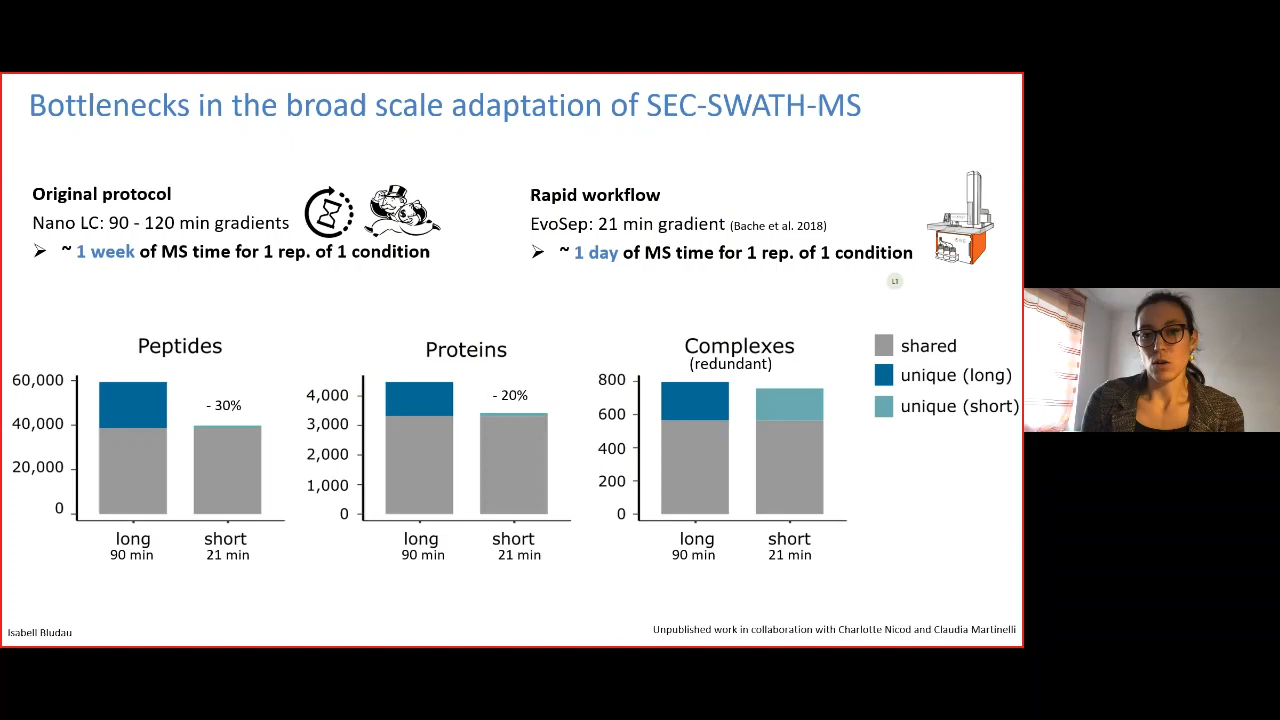 Bottlenecks in the broad scale adaptation of SEC-SWATH-MS
Original protocol
Nano LC: 90 - 120 min gradients
➢ ~ 1 week of MS time for 1 rep. of 1 condition
Rapid workflow
EvoSep: 21 min gradient (Bache et al. 2018)
➢ ~ 1 day of MS time for 1 rep. of 1 condition
LT
Peptides
60,000
40,000
20,000
0
- 30%
long
90 min
short
21 min
Proteins
4,000
3,000
2,000
1,000
0
- 20%
long
90 min
short
21 min
Complexes
(redundant)
800
600
400
200
0
long
90 min
short
21 min
shared
unique (long)
unique (short)
Isabell Bludau
Unpublished work in collaboration with Charlotte Nicod and Claudia Martinelli